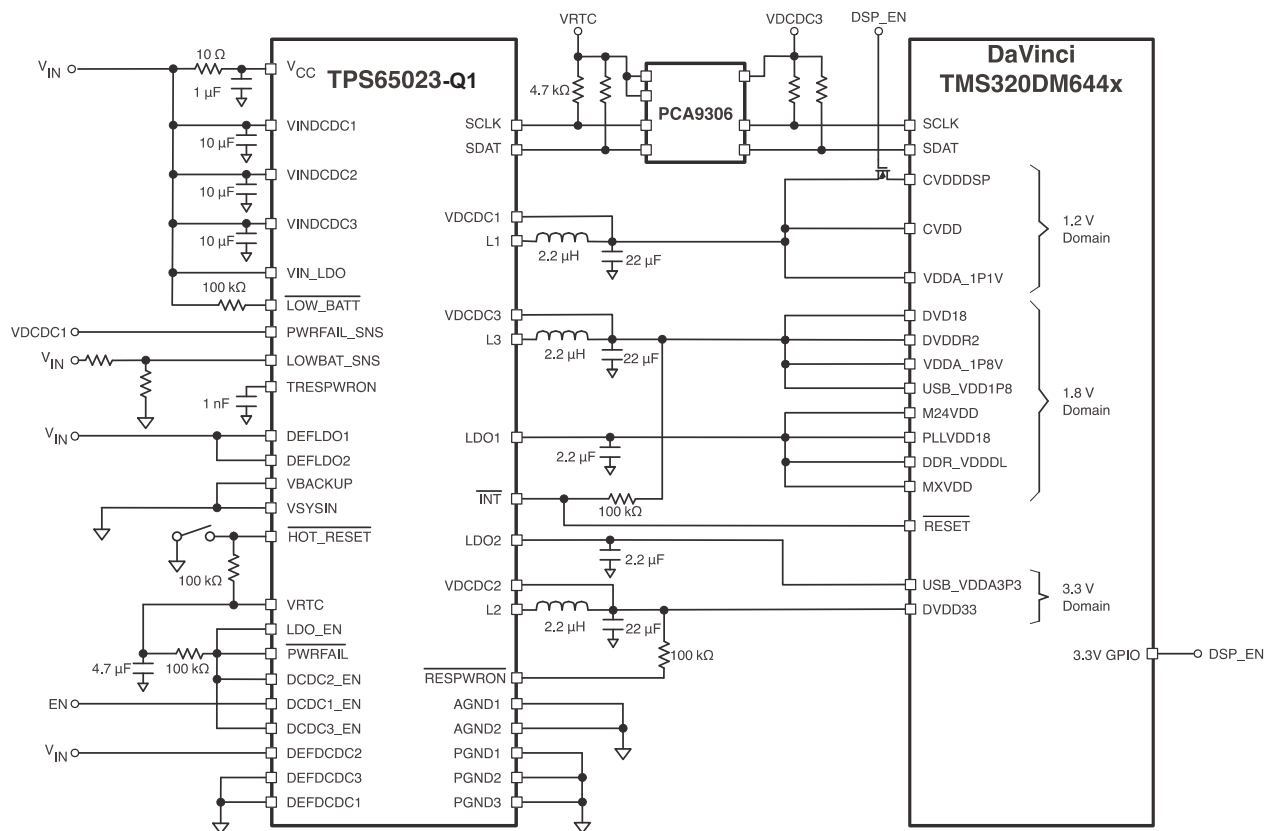 VRTC
VDCDC3
DSP_EN
DaVinci
TMS320DM644x
TPS65023-Q1
PCA9306
VIN
10 Ω
1 µF
VCC
4.7 kΩ
10 µF
VINDCDC1
10 µF
VINDCDC2
10 µF
VINDCDC3
VIN_LDO
100 kΩ
LOW_BATT
VDCDC1
PWRFAIL_SNS
VIN
LOWBAT_SNS
TRESPWRON
1 nF
VIN
DEFLDO1
DEFLDO2
VBACKUP
VSYSIN
HOT_RESET
100 kΩ
VRTC
LDO_EN
PWRFAIL
4.7 µF
100 kΩ
DCDC2_EN
EN
DCDC1_EN
DCDC3_EN
VIN
DEFDCDC2
DEFDCDC3
DEFDCDC1
SCLK
SDAT
VDCDC1
L1
2.2 µH
22 µF
VDCDC3
L3
2.2 µH
22 µF
LDO1
2.2 µF
INT
100 kΩ
LDO2
2.2 µF
VDCDC2
L2
2.2 µH
22 µF
100 kΩ
RESPWRON
AGND1
AGND2
PGND1
PGND2
PGND3
SCLK
SDAT
CVDDDSP
CVDD
VDDA_1P1V
1.2 V
Domain
DVD18
DVDDR2
VDDA_1P8V
USB_VDD1P8
M24VDD
PLLVDD18
DDR_VDDDL
MXVDD
1.8 V
Domain
RESET
USB_VDDA3P3
DVDD33
3.3 V
Domain
3.3V GPIO
DSP_EN